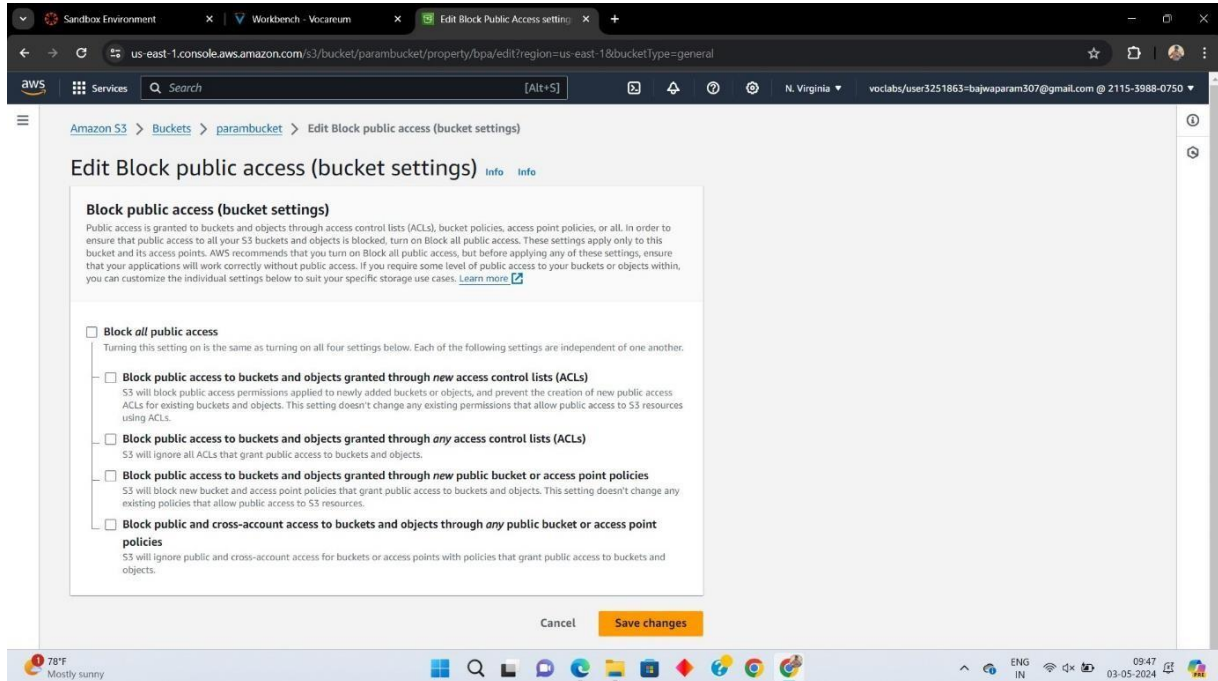 Sandbox Environment
Workbench - Vocareum
Edit Block Public Access setting
us-east-1.console.aws.amazon.com/s3/bucket/parambucket/property/bpa/edit?region=us-east-1&bucketType=general
aws
Services
Search
[Alt+S]
N. Virginia
voclabs/user3251863=bajwaparam307@gmail.com @ 2115-3988-0750
Amazon S3 > Buckets > parambucket > Edit Block public access (bucket settings)
Edit Block public access (bucket settings) Info Info
Block public access (bucket settings)
Public access is granted to buckets and objects through access control lists (ACLs), bucket policies, access point policies, or all. In order to
ensure that public access to all your S3 buckets and objects is blocked, turn on Block all public access. These settings apply only to this
bucket and its access points. AWS recommends that you turn on Block all public access, but before applying any of these settings, ensure
that your applications will work correctly without public access. If you require some level of public access to your buckets or objects within,
you can customize the individual settings below to suit your specific storage use cases. Learn more
Block all public access
Turning this setting on is the same as turning on all four settings below. Each of the following settings are independent of one another.
Block public access to buckets and objects granted through new access control lists (ACLs)
S3 will block public access permissions applied to newly added buckets or objects, and prevent the creation of new public access
ACLs for existing buckets and objects. This setting doesn't change any existing permissions that allow public access to S3 resources
using ACLs.
Block public access to buckets and objects granted through any access control lists (ACLs)
S3 will ignore all ACLs that grant public access to buckets and objects.
Block public access to buckets and objects granted through new public bucket or access point policies
S3 will block new bucket and access point policies that grant public access to buckets and objects. This setting doesn't change any
existing policies that allow public access to S3 resources.
Block public and cross-account access to buckets and objects through any public bucket or access point
policies
S3 will ignore public and cross-account access for buckets or access points with policies that grant public access to buckets and
objects.
Cancel
Save changes
1
78°F
Mostly sunny
ENG
IN
09:47
03-05-2024
PRE